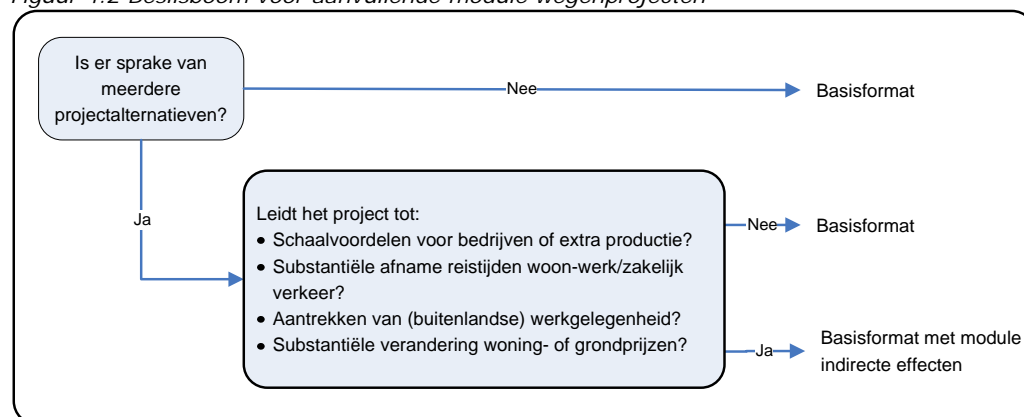 Figuur 4.2 Beslisboom voor aanvullende module wegenprojecten
Is er sprake van
meerdere
projectalternatieven?
Nee
Basisformat
Ja
Leidt het project tot:
• Schaalvoordelen voor bedrijven of extra productie?
• Substantiële afname reistijden woon-werk/zakelijk
verkeer?
• Aantrekken van (buitenlandse) werkgelegenheid?
• Substantiële verandering woning- of grondprijzen?
Nee
Basisformat
Ja
Basisformat met module
indirecte effecten